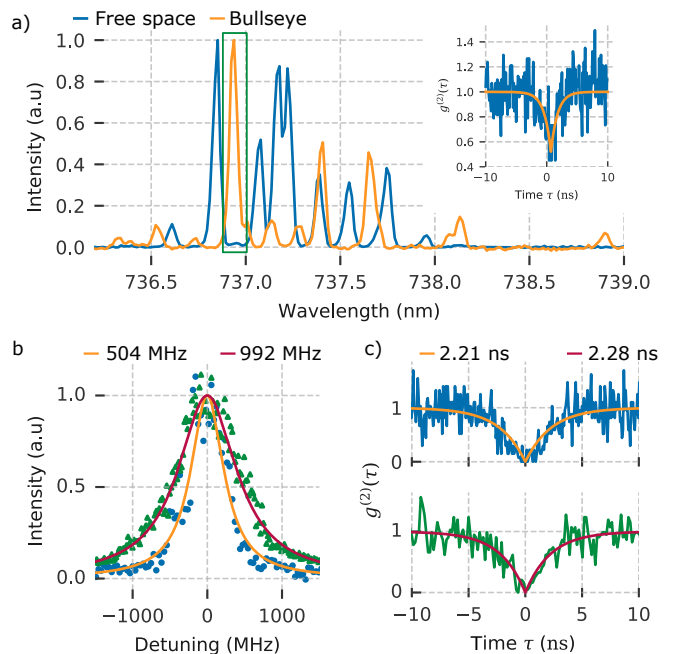 a)
Free space
Bullseye
Intensity (a.u)
1.0
0.8
0.6
0.4
0.2
0.0
736.5
737.0
737.5
738.0
738.5
739.0
Wavelength (nm)
g⁽²⁾(τ)
1.4
1.2
1.0
0.8
0.6
0.4
-10
0
10
Time τ (ns)
b
504 MHz
992 MHz
Intensity (a.u)
1.0
0.5
0.0
−1000
0
1000
Detuning (MHz)
c)
2.21 ns
2.28 ns
g⁽²⁾(τ)
1
0
1
0
−10
−5
0
5
10
Time τ (ns)